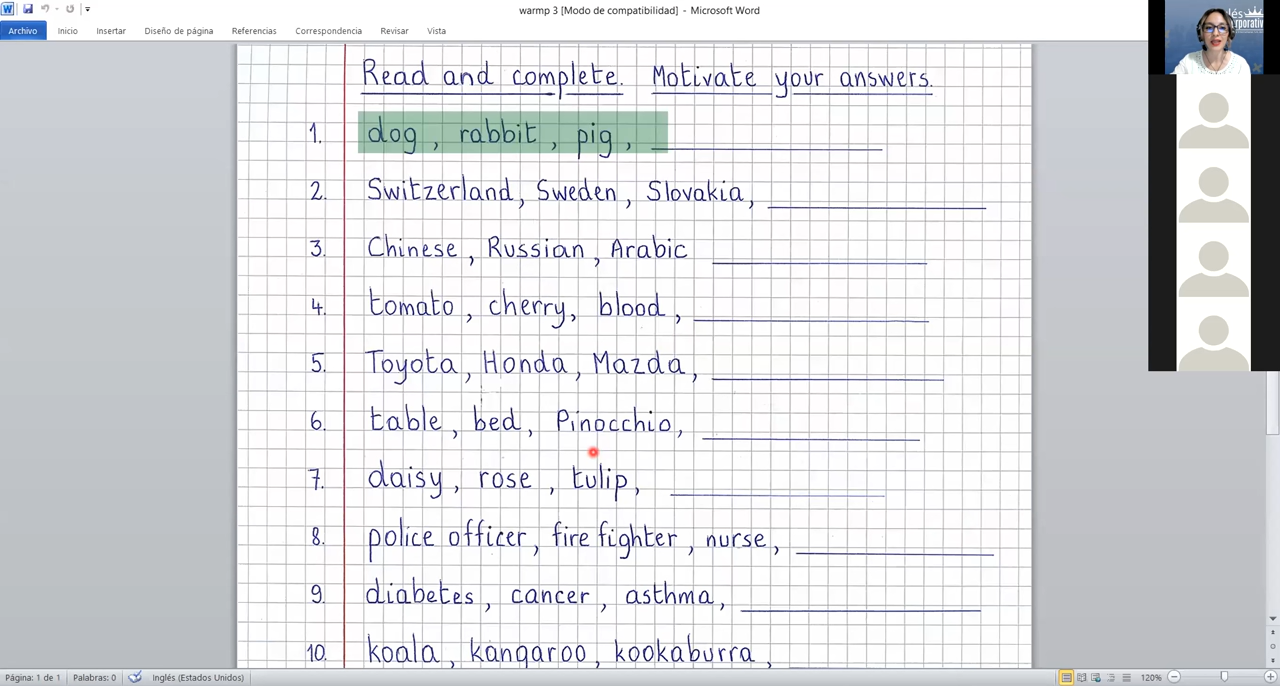 warmp 3 [Modo de compatibilidad] - Microsoft Word
Archivo Inicio Insertar Diseño de página Referencias Correspondencia Revisar Vista
Read and complete. Motivate your answers.
1. dog, rabbit, pig,
2. Switzerland, Sweden, Slovakia,
3. Chinese, Russian, Arabic
4. tomato, cherry, blood,
5. Toyota, Honda, Mazda,
6. table, bed, Pinocchio,
7. daisy, rose, tulip,
8. police officer, fire fighter, nurse,
9. diabetes, cancer, asthma,
10. koala, kangaroo, kookaburra,
Página: 1 de 1 Palabras: 0 Inglés (Estados Unidos) 120%